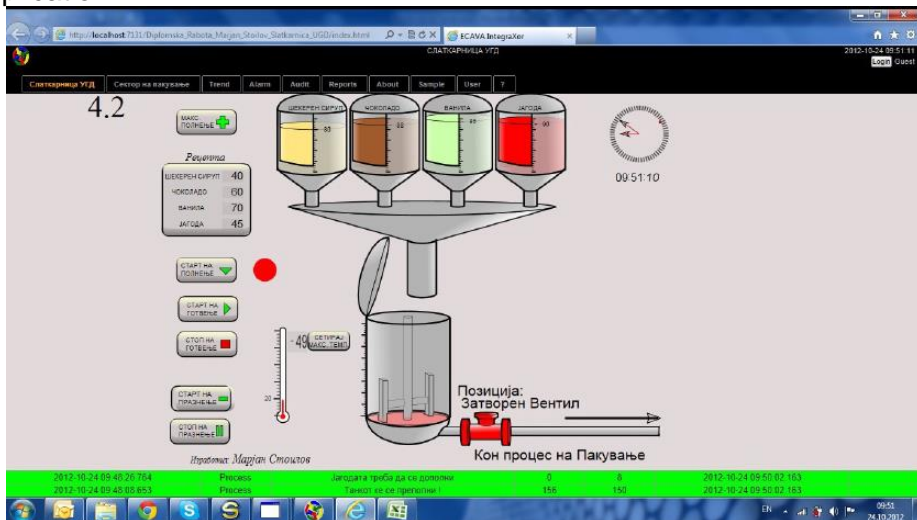 http://localhost:7131/Diplomska_Rabota_Marjan_Stoilov_Slatkarnica_UGD/index.html
ECAVA IntegraXor
СЛАТКАРНИЦА УГД
2012-10-24 09:51:11
Login Guest
Слаткарница УГД Сектор на пакување Trend Alarm Audit Reports About Sample User ?
4.2
МАКС. ПОЛНЕЊЕ
ШЕКЕРЕН СИРУП ЧОКОЛАДО ВАНИЛА ЈАГОДА
09:51:10
Рецепта
ШЕКЕРЕН СИРУП 40
ЧОКОЛАДО 60
ВАНИЛА 70
ЈАГОДА 45
СТАРТ НА ПОЛНЕЊЕ
СТАРТ НА ГОТВЕЊЕ
СТОП НА ГОТВЕЊЕ
49
СЕТИРАЈ МАКС. ТЕМП.
20
СТАРТ НА ПРАЗНЕЊЕ
СТОП НА ПРАЗНЕЊЕ
Позиција:
Затворен Вентил
Кон процес на Пакување
Изработил: Марјан Стоилов
2012-10-24 09:48:26.764 Process Јагодата треба да се дополни 0 8 2012-10-24 09:50:02.163
2012-10-24 09:48:08.653 Process Танкот ќе се преполни ! 156 150 2012-10-24 09:50:02.163
EN 09:51
24.10.2012